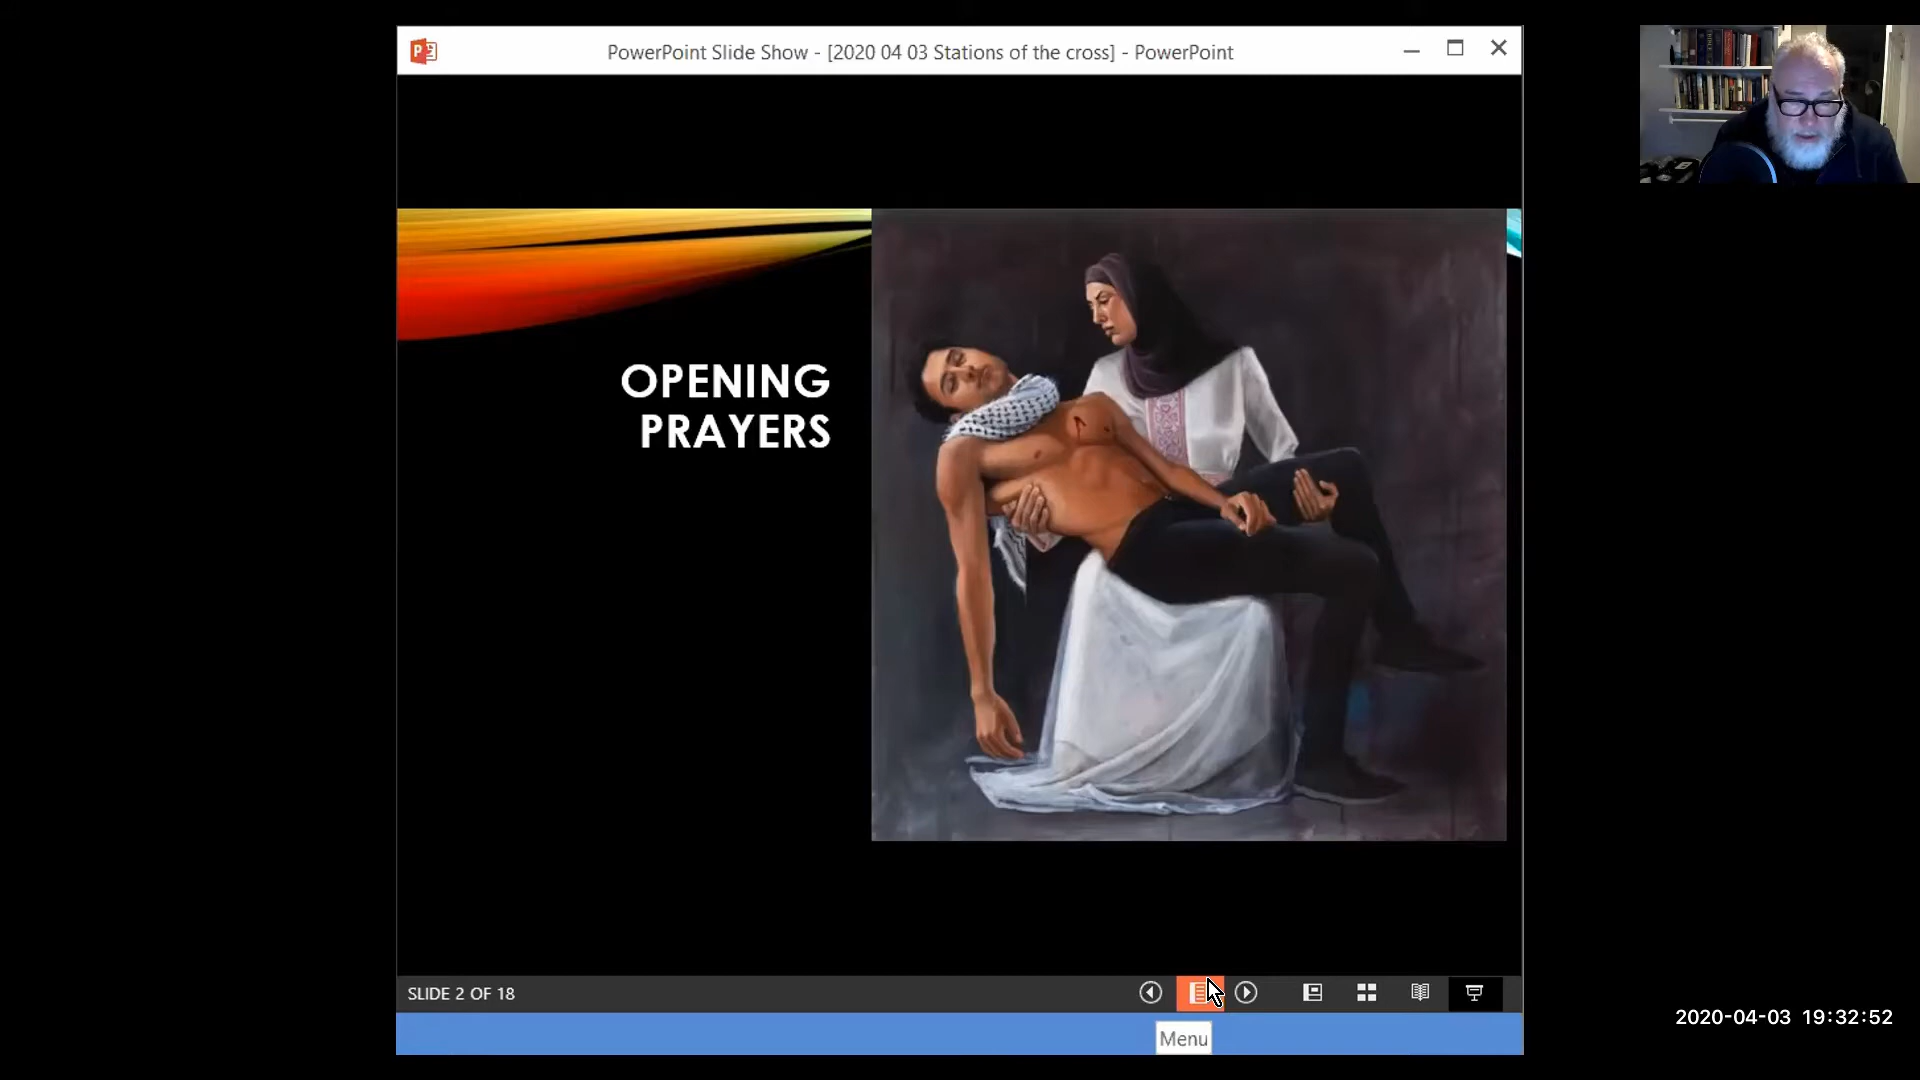 PowerPoint Slide Show - [2020 04 03 Stations of the cross] - PowerPoint
OPENING
PRAYERS
SLIDE 2 OF 18
Menu
2020-04-03 19:32:52